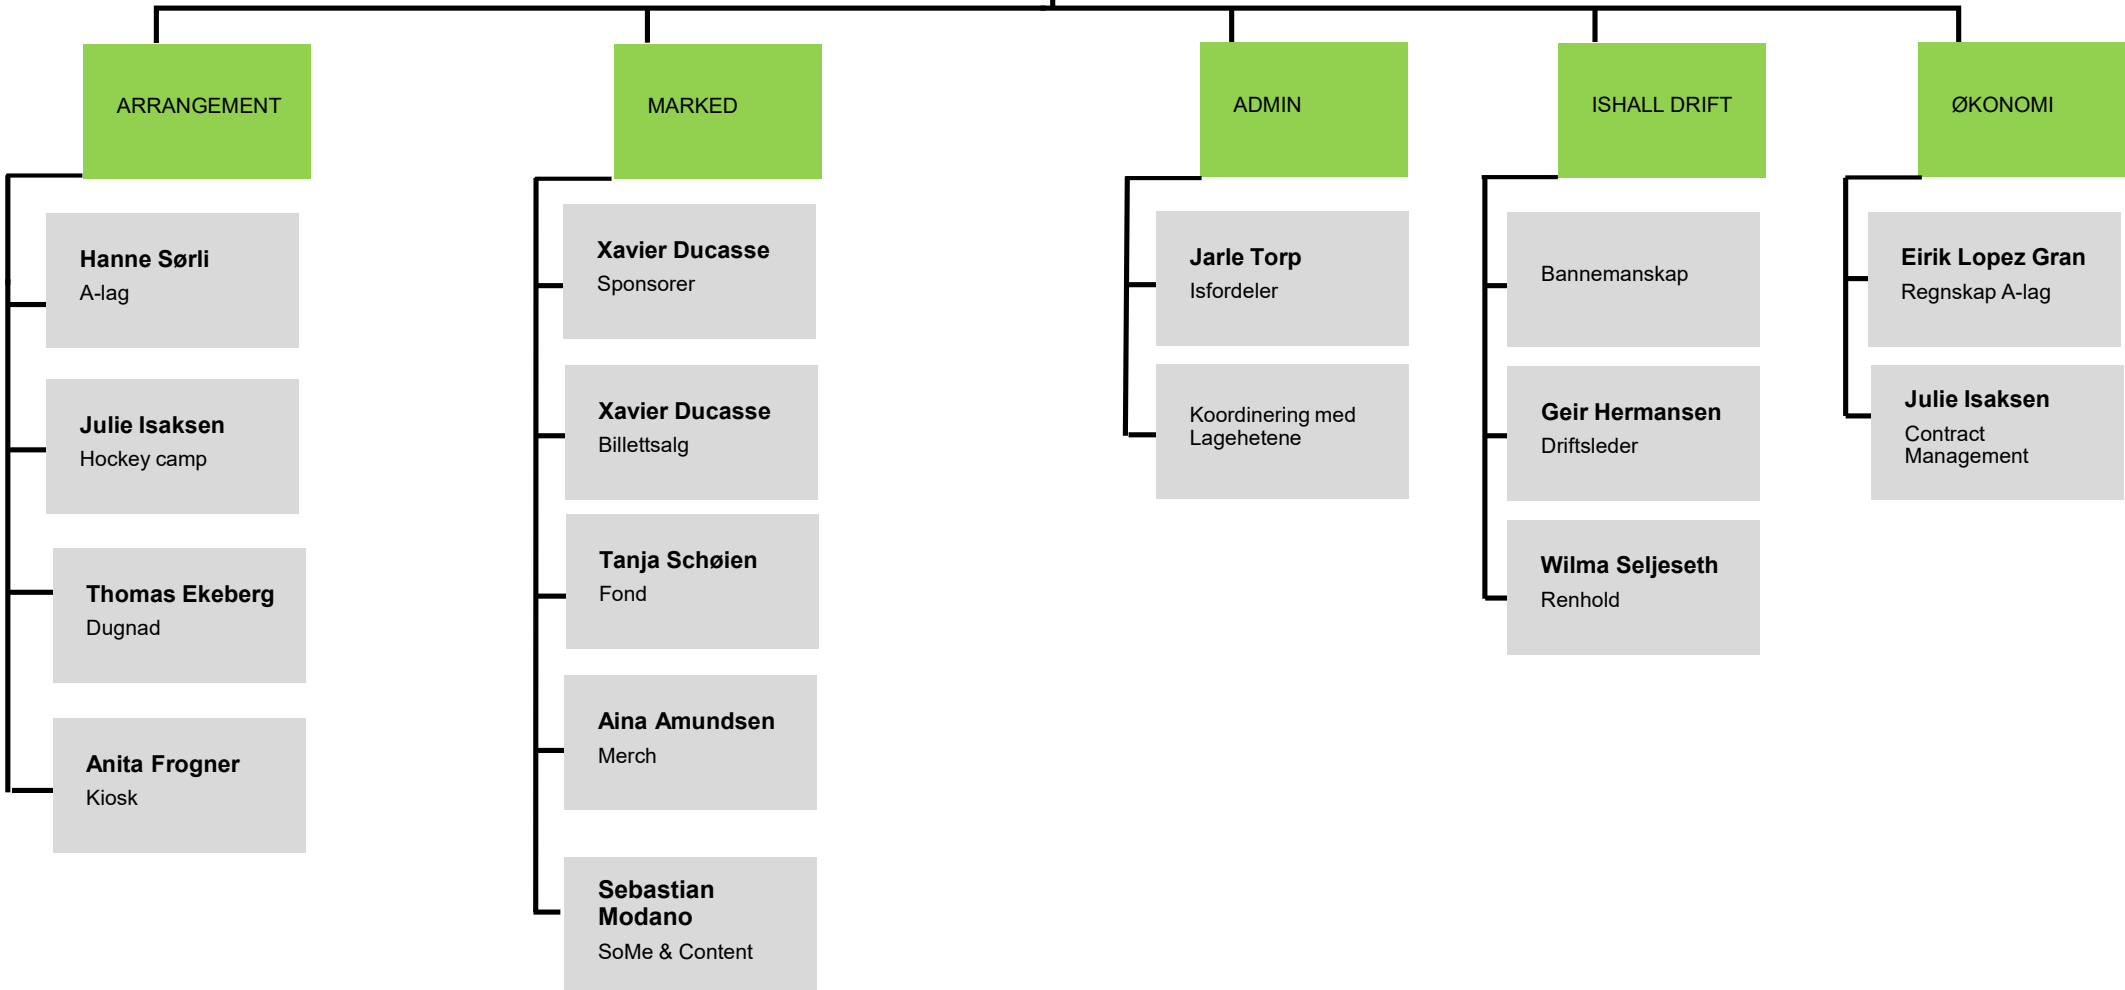 ARRANGEMENT
Hanne Sørli
A-lag
Julie Isaksen
Hockey camp
Thomas Ekeberg
Dugnad
Anita Frogner
Kiosk
MARKED
Xavier Ducasse
Sponsorer
Xavier Ducasse
Billettsalg
Tanja Schøien
Fond
Aina Amundsen
Merch
Sebastian
Modano
SoMe & Content
ADMIN
Jarle Torp
Isfordeler
Koordinering med
Lagehetene
ISHALL DRIFT
Bannemanskap
Geir Hermansen
Driftsleder
Wilma Seljeseth
Renhold
ØKONOMI
Eirik Lopez Gran
Regnskap A-lag
Julie Isaksen
Contract
Management